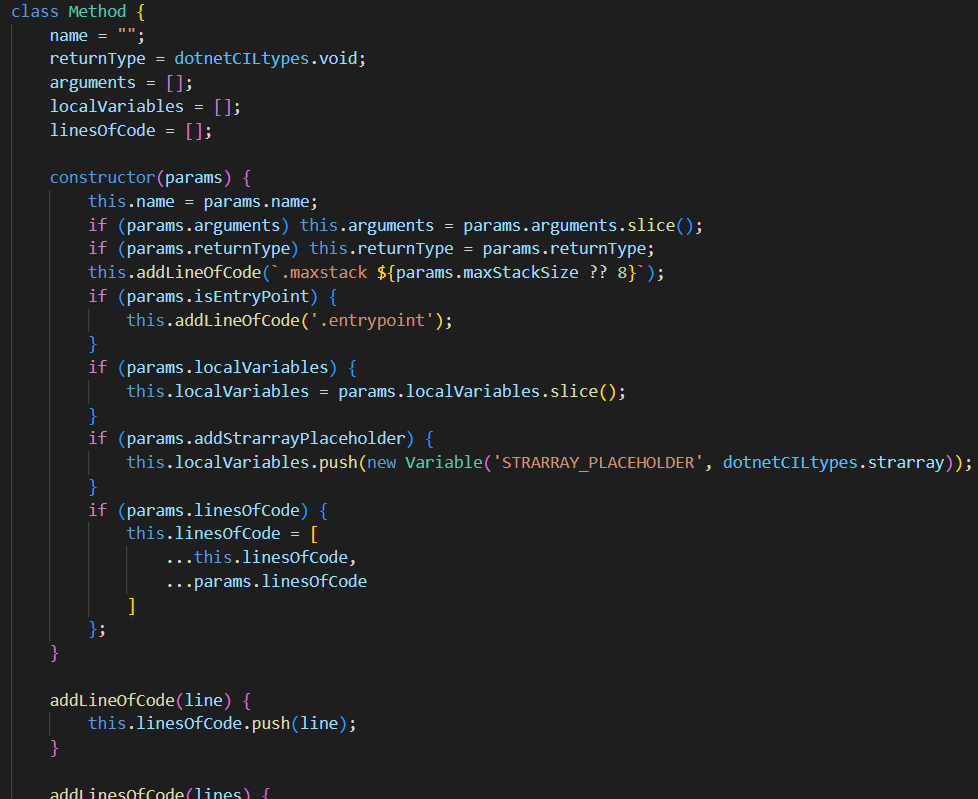 class Method {
    name = "";
    returnType = dotnetCILtypes.void;
    arguments = [];
    localVariables = [];
    linesOfCode = [];

    constructor(params) {
        this.name = params.name;
        if (params.arguments) this.arguments = params.arguments.slice();
        if (params.returnType) this.returnType = params.returnType;
        this.addLineOfCode(`.maxstack ${params.maxStackSize ?? 8}`);
        if (params.isEntryPoint) {
            this.addLineOfCode('.entrypoint');
        }
        if (params.localVariables) {
            this.localVariables = params.localVariables.slice();
        }
        if (params.addStrarrayPlaceholder) {
            this.localVariables.push(new Variable('STRARRAY_PLACEHOLDER', dotnetCILtypes.strarray));
        }
        if (params.linesOfCode) {
            this.linesOfCode = [
                ...this.linesOfCode,
                ...params.linesOfCode
            ]
        };
    }

    addLineOfCode(line) {
        this.linesOfCode.push(line);
    }

    addLinesOfCode(lines) {